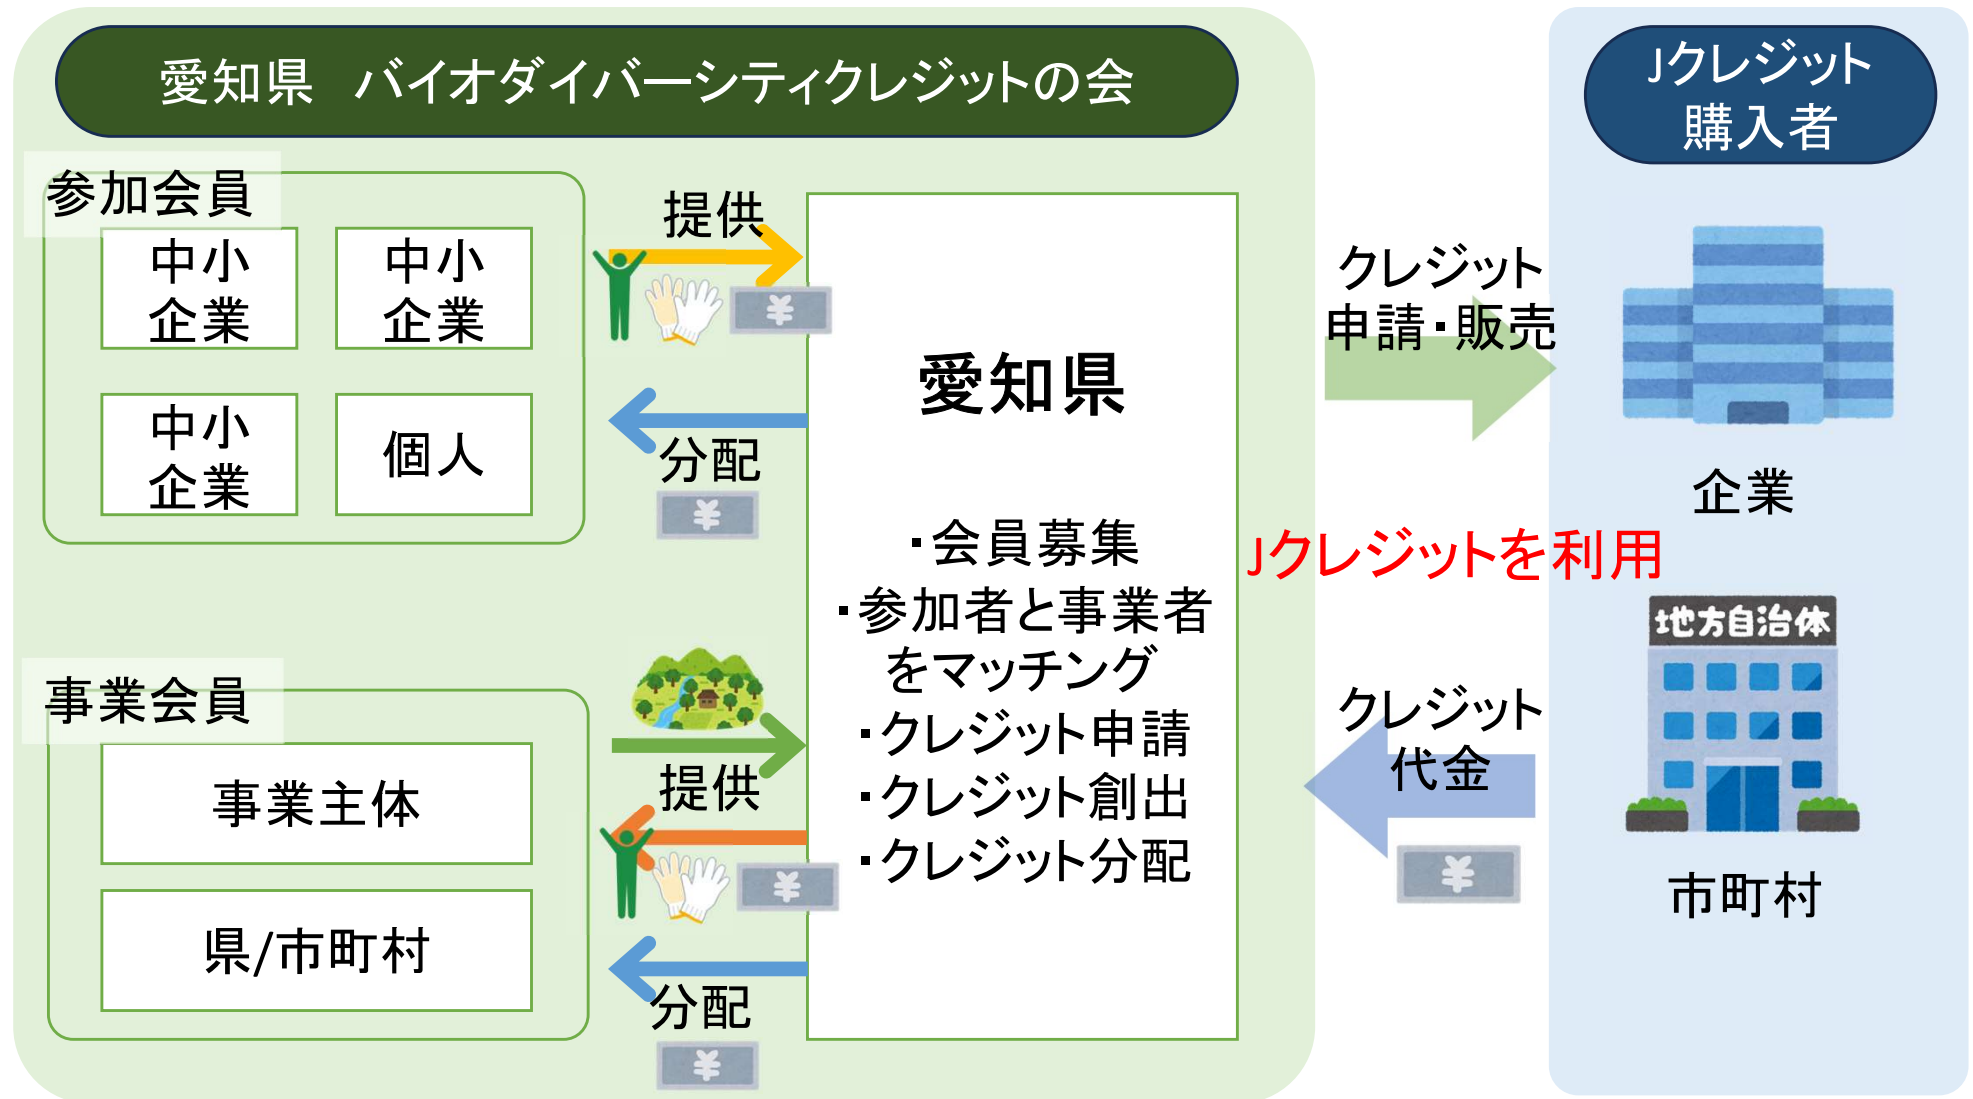 愛知県　バイオダイバーシティクレジットの会
参加会員
中小
企業
中小
企業
中小
企業
個人
提供
¥
分配
¥
事業会員
事業主体
県/市町村
提供
¥
分配
¥
愛知県
・会員募集
・参加者と事業者
をマッチング
・クレジット申請
・クレジット創出
・クレジット分配
クレジット
申請・販売
Jクレジットを利用
クレジット
代金
¥
Jクレジット
購入者
企業
地方自治体
市町村